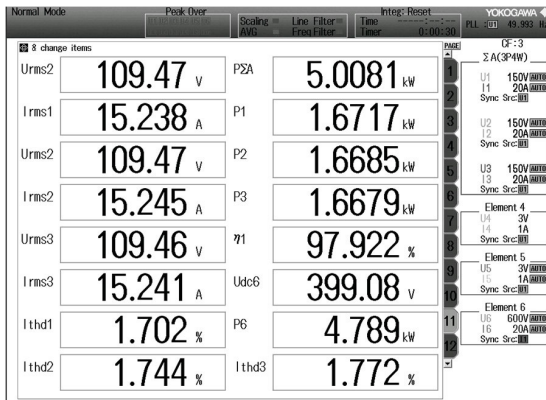 Normal Mode Peak Over Scaling Line Filter Integ: Reset YOKOGAWA
AVG Freq Filter Time -----:--:-- PLL :U1 49.993 Hz
Timer 0:00:30
8 change items PAGE CF:3
Urms2 109.47 V PΣA 5.0081 kW
Irms1 15.238 A P1 1.6717 kW
Urms2 109.47 V P2 1.6685 kW
Irms2 15.245 A P3 1.6679 kW
Urms3 109.46 V η1 97.922 %
Irms3 15.241 A Udc6 399.08 V
Ithd1 1.702 % P6 4.789 kW
Ithd2 1.744 % Ithd3 1.772 %
1
2
3
4
5
6
7
8
9
10
11
12
ΣA(3P4W)
U1 150V AUTO
I1 20A AUTO
Sync Src:U1
U2 150V AUTO
I2 20A AUTO
Sync Src:U1
U3 150V AUTO
I3 20A AUTO
Sync Src:U1
Element 4
U4 3V
I4 1A
Sync Src:U1
Element 5
U5 3V AUTO
I5 1A AUTO
Sync Src:U1
Element 6
U6 600V AUTO
I6 20A AUTO
Sync Src:I1